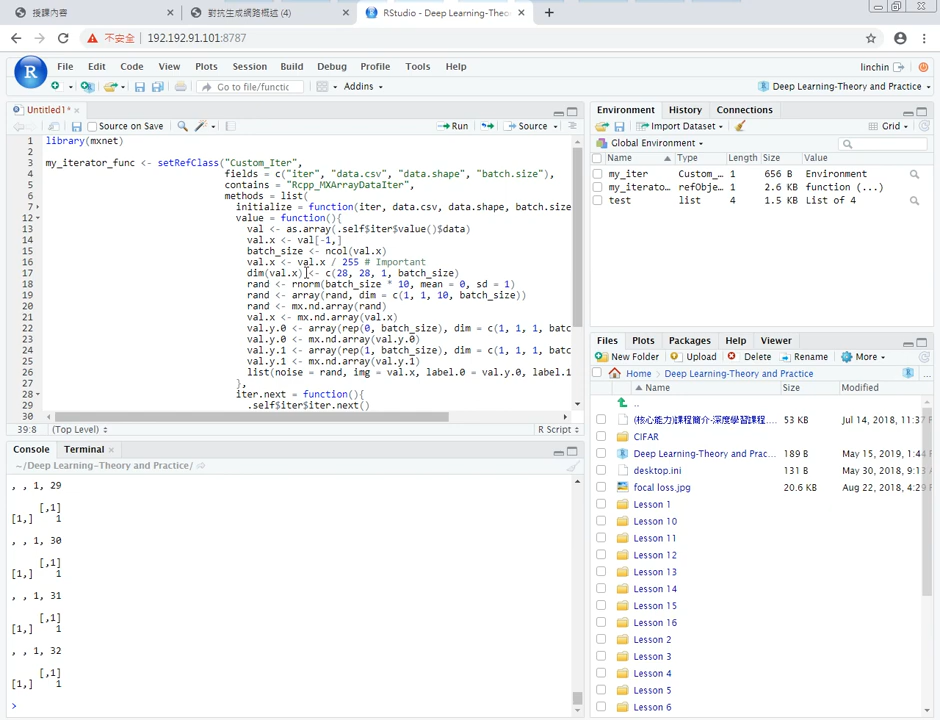 授課內容
對抗生成網路概述 (4)
RStudio - Deep Learning-Theo
不安全
192.192.91.101:8787
R
File Edit Code View Plots Session Build Debug Profile Tools Help
linchin
Go to file/functic
Addins
Deep Learning-Theory and Practice
Untitled1*
Source on Save
Run
Source
1 library(mxnet)
2
3 my_iterator_func <- setRefClass("Custom_Iter",
4 fields = c("iter", "data.csv", "data.shape", "batch.size"),
5 contains = "Rcpp_MXArrayDataIter",
6 methods = list(
7 initialize = function(iter, data.csv, data.shape, batch.size
12 value = function(){
13 val <- as.array(.self$iter$value()$data)
14 val.x <- val[-1,]
15 batch_size <- ncol(val.x)
16 val.x <- val.x / 255 # Important
17 dim(val.x) <- c(28, 28, 1, batch_size)
18 rand <- rnorm(batch_size * 10, mean = 0, sd = 1)
19 rand <- array(rand, dim = c(1, 1, 10, batch_size))
20 rand <- mx.nd.array(rand)
21 val.x <- mx.nd.array(val.x)
22 val.y.0 <- array(rep(0, batch_size), dim = c(1, 1, 1, batc
23 val.y.0 <- mx.nd.array(val.y.0)
24 val.y.1 <- array(rep(1, batch_size), dim = c(1, 1, 1, batc
25 val.y.1 <- mx.nd.array(val.y.1)
26 list(noise = rand, img = val.x, label.0 = val.y.0, label.1
27 },
28 iter.next = function(){
29 .self$iter$iter.next()
30
39:8 (Top Level) R Script
Console Terminal
~/Deep Learning-Theory and Practice/
, , 1, 29
[,1]
[1,] 1
, , 1, 30
[,1]
[1,] 1
, , 1, 31
[,1]
[1,] 1
, , 1, 32
[,1]
[1,] 1
>
Environment History Connections
Import Dataset
Grid
Global Environment
Name Type Length Size Value
my_iter Custom_… 1 656 B Environment
my_iterato… refObje… 1 2.6 KB function (...)
test list 4 1.5 KB List of 4
Files Plots Packages Help Viewer
New Folder Upload Delete Rename More
Home Deep Learning-Theory and Practice
...
Name Size Modified
..
(核心能力)課程簡介-深度學習課程.... 53 KB Jul 14, 2018, 11:37
CIFAR
Deep Learning-Theory and Prac... 189 B May 15, 2019, 1:44
desktop.ini 131 B May 30, 2018, 9:13
focal loss.jpg 20.6 KB Aug 22, 2018, 4:29
Lesson 1
Lesson 10
Lesson 11
Lesson 12
Lesson 13
Lesson 14
Lesson 15
Lesson 16
Lesson 2
Lesson 3
Lesson 4
Lesson 5
Lesson 6